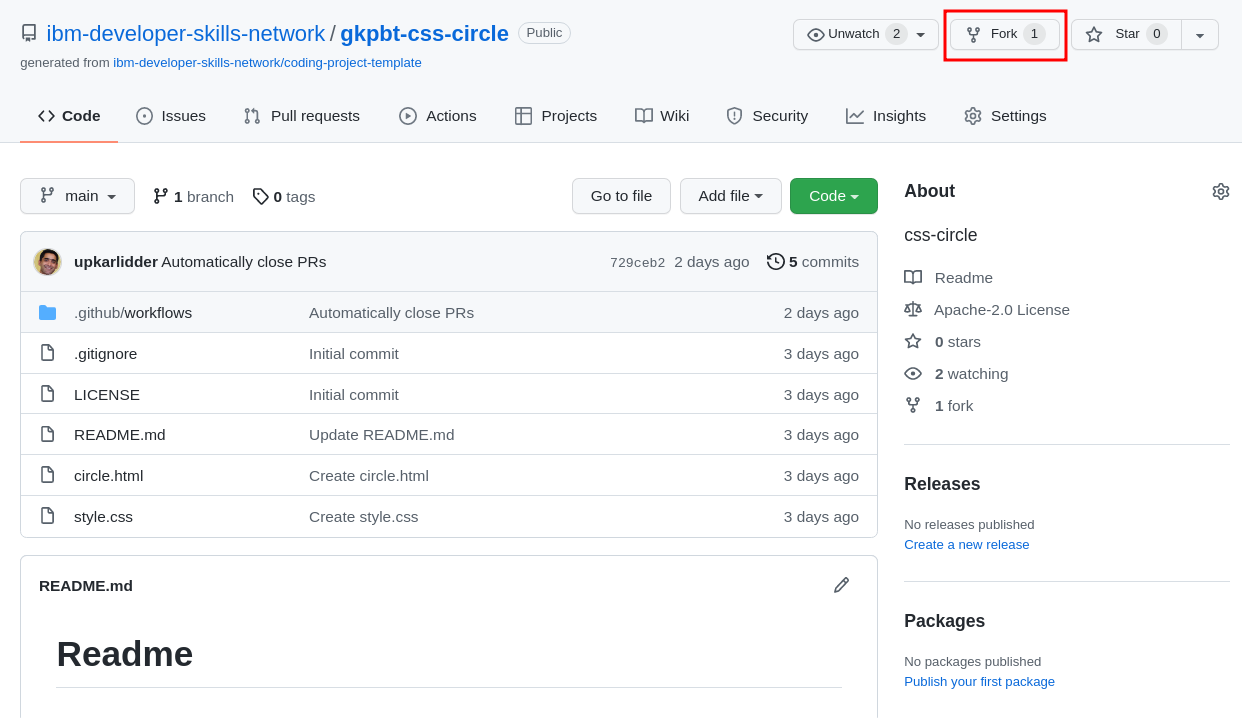 ibm-developer-skills-network / gkpbt-css-circle Public Unwatch 2 Fork 1 Star 0
generated from ibm-developer-skills-network/coding-project-template
Code Issues Pull requests Actions Projects Wiki Security Insights Settings
main 1 branch 0 tags Go to file Add file Code
upkarlidder Automatically close PRs 729ceb2 2 days ago 5 commits
.github/workflows Automatically close PRs 2 days ago
.gitignore Initial commit 3 days ago
LICENSE Initial commit 3 days ago
README.md Update README.md 3 days ago
circle.html Create circle.html 3 days ago
style.css Create style.css 3 days ago
README.md
Readme
About
css-circle
Readme
Apache-2.0 License
0 stars
2 watching
1 fork
Releases
No releases published
Create a new release
Packages
No packages published
Publish your first package